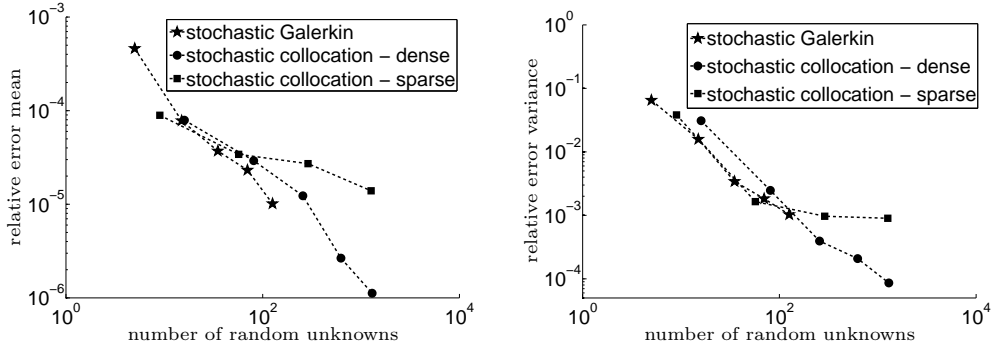 relative error mean
10^-3
10^-4
10^-5
10^-6
stochastic Galerkin
stochastic collocation – dense
stochastic collocation – sparse
10^0
10^2
10^4
number of random unknowns
relative error variance
10^0
10^-1
10^-2
10^-3
10^-4
stochastic Galerkin
stochastic collocation – dense
stochastic collocation – sparse
10^0
10^2
10^4
number of random unknowns